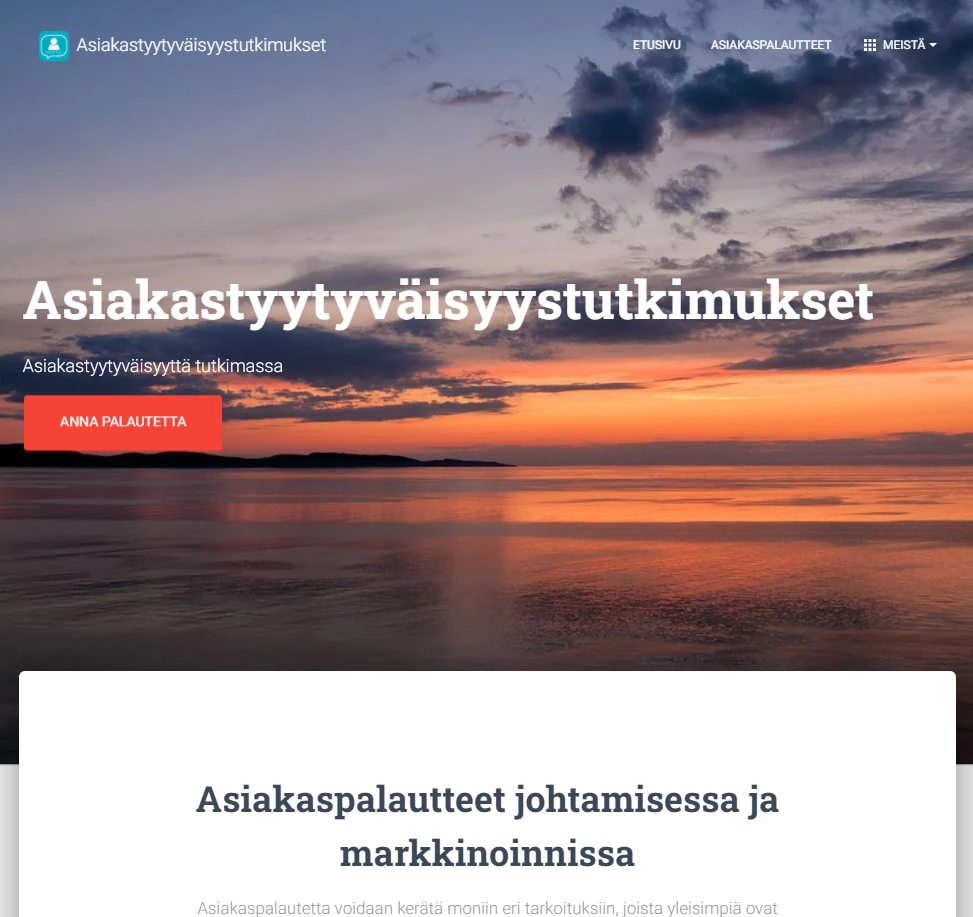 Asiakastyytyväisyystutkimukset
ETUSIVU
ASIAKASPALAUTTEET
MEISTÄ
Asiakastyytyväisyystutkimukset
Asiakastyytyväisyyttä tutkimassa
ANNA PALAUTETTA
Asiakaspalautteet johtamisessa ja
markkinoinnissa
Asiakaspalautetta voidaan kerätä moniin eri tarkoituksiin, joista yleisimpiä ovat